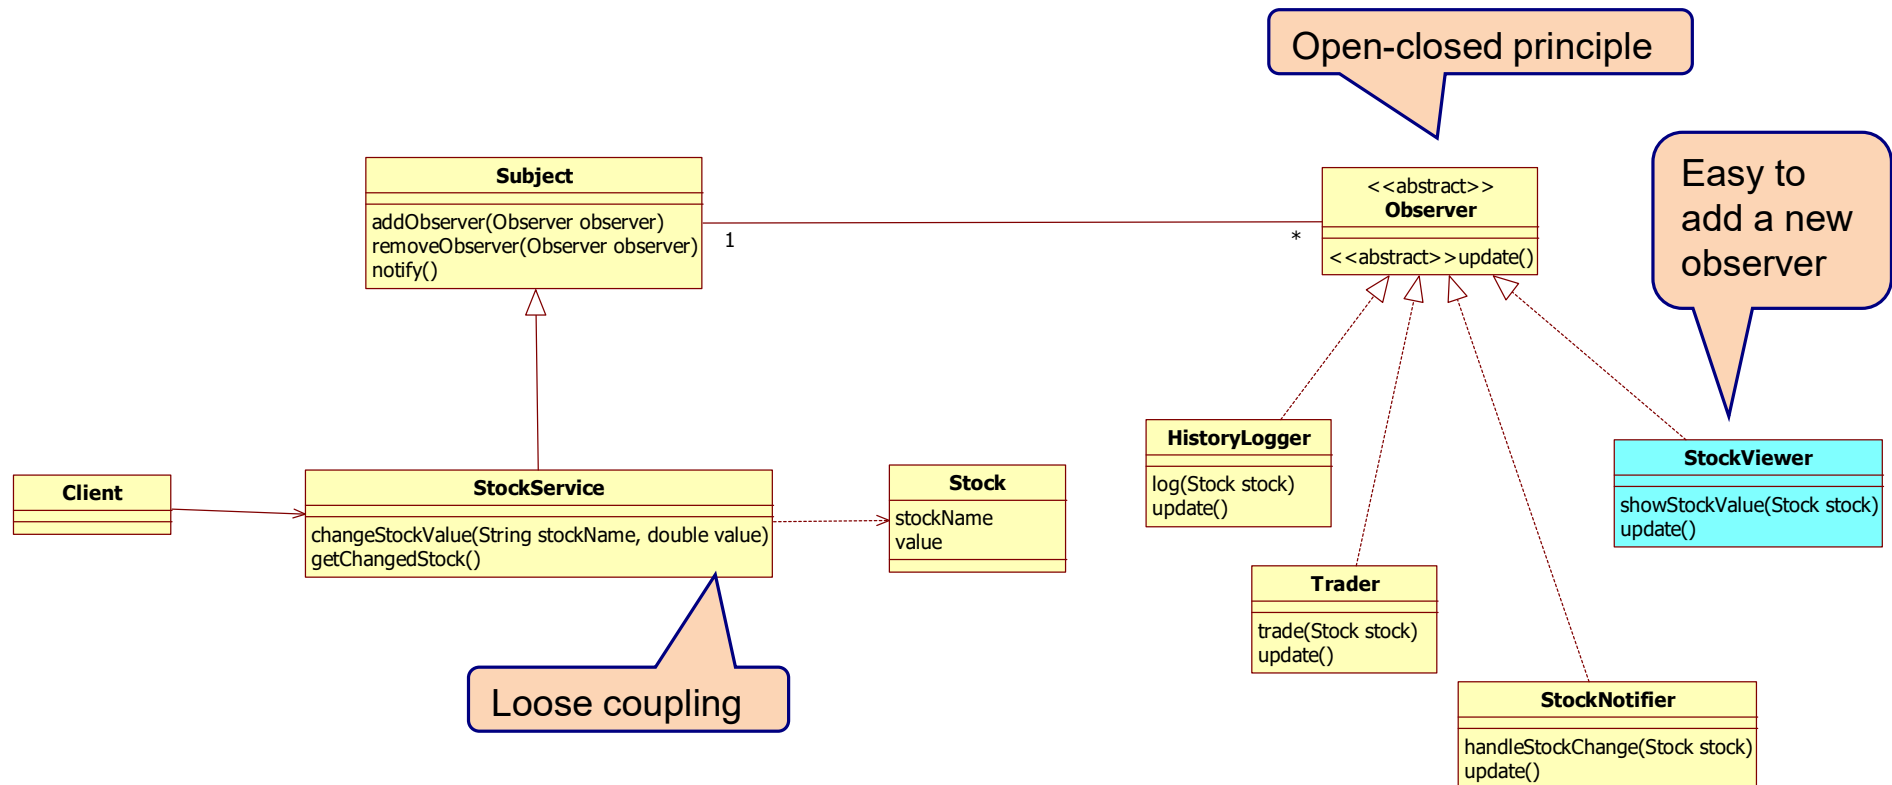 Open-closed principle
Easy to
add a new
observer
Subject
addObserver(Observer observer)
removeObserver(Observer observer)
notify()
1
*
<<abstract>>
Observer
<<abstract>>update()
Client
StockService
changeStockValue(String stockName, double value)
getChangedStock()
Stock
stockName
value
Loose coupling
HistoryLogger
log(Stock stock)
update()
Trader
trade(Stock stock)
update()
StockNotifier
handleStockChange(Stock stock)
update()
StockViewer
showStockValue(Stock stock)
update()